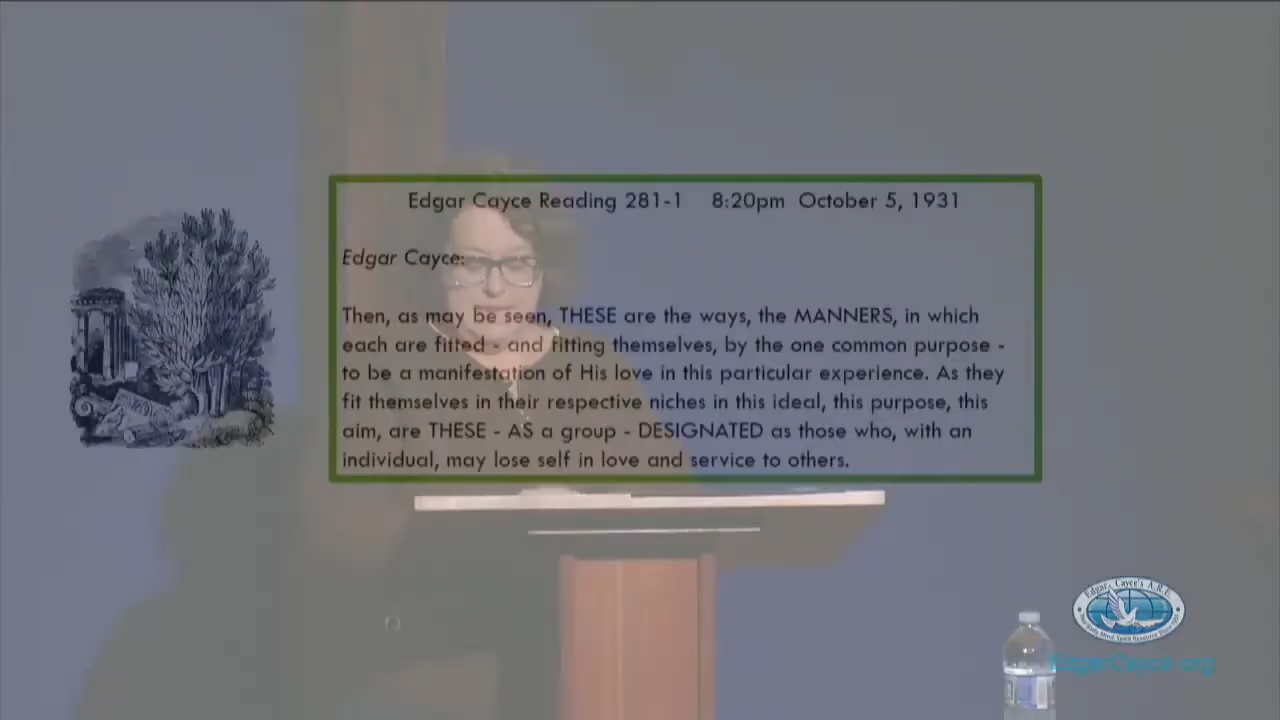 Edgar Cayce Reading 281-1 8:20pm October 5, 1931
Edgar Cayce:
Then, as may be seen, THESE are the ways, the MANNERS, in which
each are fitted - and fitting themselves, by the one common purpose -
to be a manifestation of His love in this particular experience. As they
fit themselves in their respective niches in this ideal, this purpose, this
aim, are THESE - AS a group - DESIGNATED as those who, with an
individual, may lose self in love and service to others.
Edgar Cayce's A.R.E.
EdgarCayce.org